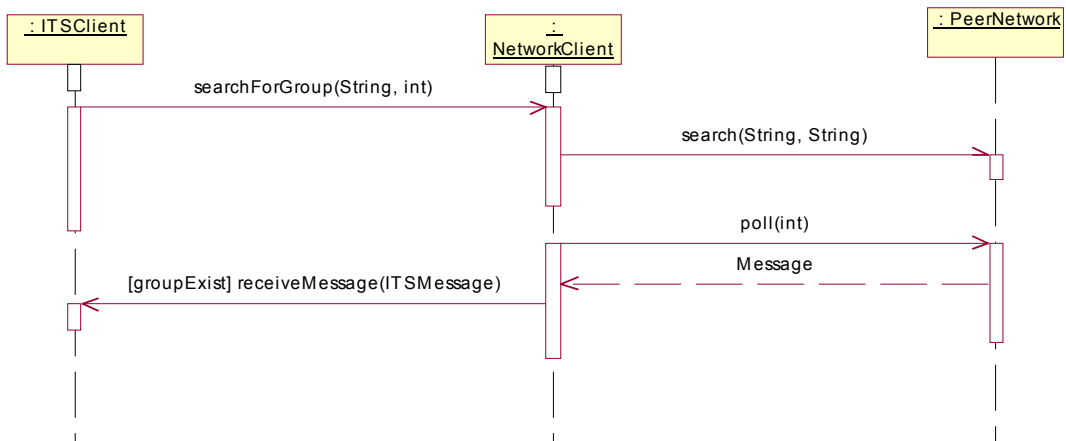 : ITSClient
:
NetworkClient
: PeerNetwork
searchForGroup(String, int)
search(String, String)
poll(int)
Message
[groupExist] receiveMessage(ITSMessage)